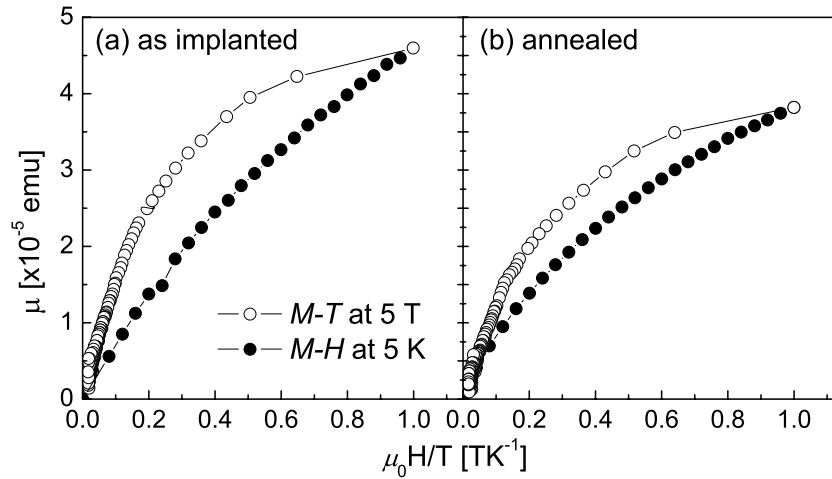 (a) as implanted
(b) annealed
μ [x10⁻⁵ emu]
5
4
3
2
1
0
M-T at 5 T
M-H at 5 K
0.0 0.2 0.4 0.6 0.8 1.0
0.0 0.2 0.4 0.6 0.8 1.0
μ₀H/T [TK⁻¹]